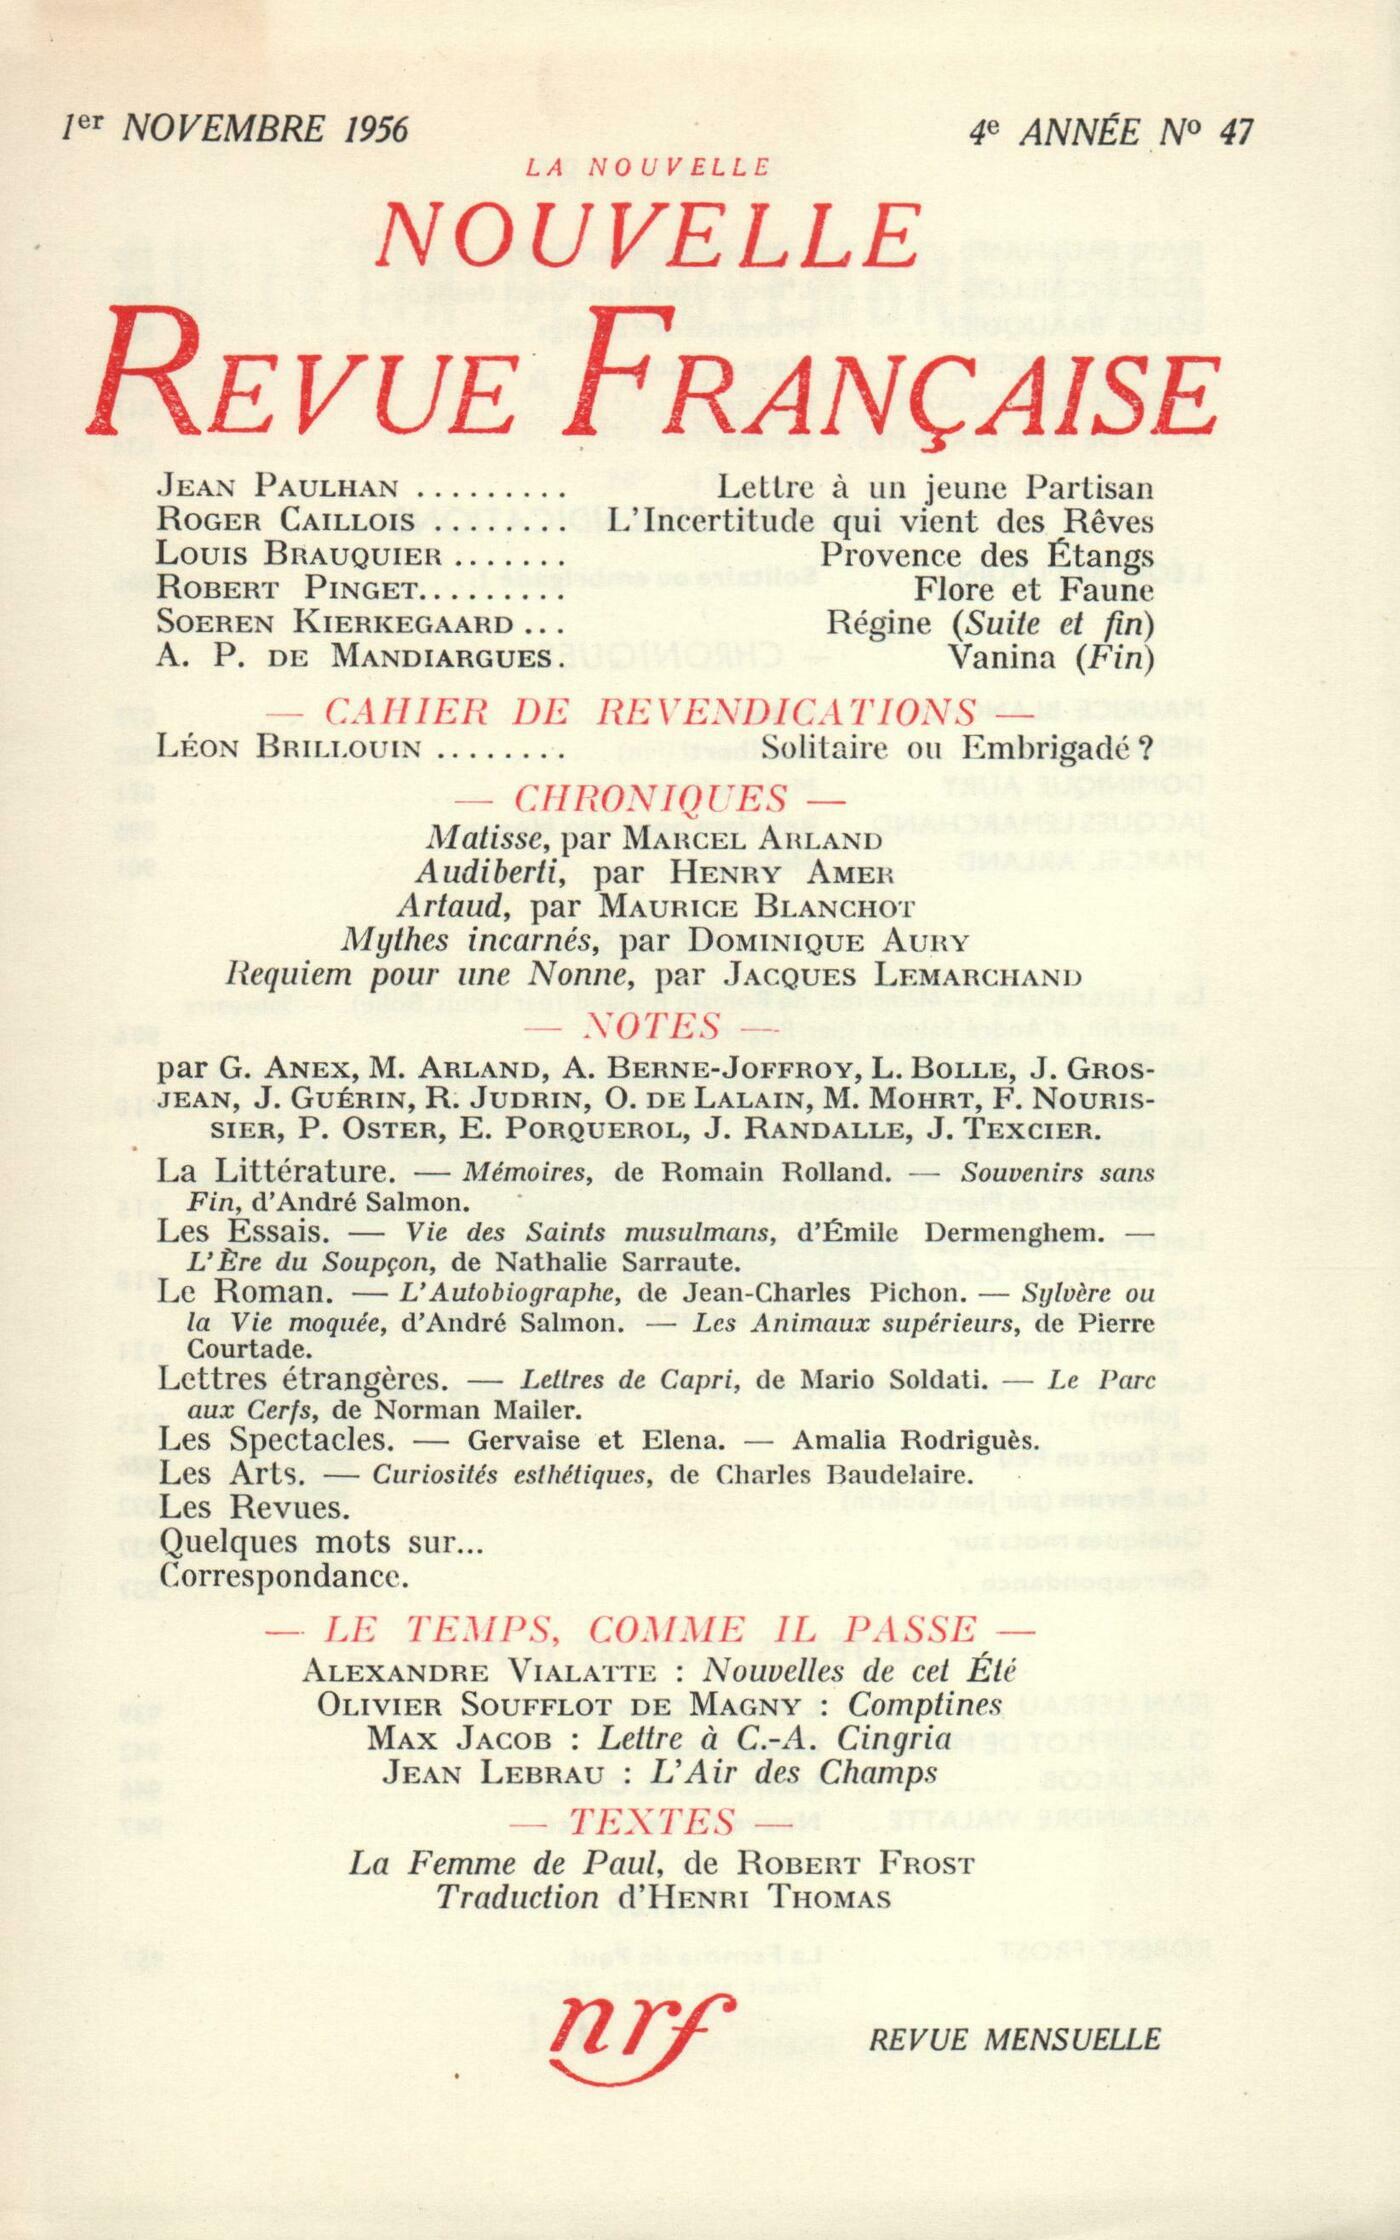 1er NOVEMBRE 1956
4e ANNÉE No 47
LA NOUVELLE
NOUVELLE
REVUE FRANÇAISE
JEAN PAULHAN ......... Lettre à un jeune Partisan
ROGER CAILLOIS ........ L'Incertitude qui vient des Rêves
LOUIS BRAUQUIER ....... Provence des Étangs
ROBERT PINGET......... Flore et Faune
SOEREN KIERKEGAARD ... Régine (Suite et fin)
A. P. DE MANDIARGUES. Vanina (Fin)
— CAHIER DE REVENDICATIONS —
LÉON BRILLOUIN ........ Solitaire ou Embrigadé ?
— CHRONIQUES —
Matisse, par MARCEL ARLAND
Audiberti, par HENRY AMER
Artaud, par MAURICE BLANCHOT
Mythes incarnés, par DOMINIQUE AURY
Requiem pour une Nonne, par JACQUES LEMARCHAND
— NOTES —
par G. ANEX, M. ARLAND, A. BERNE-JOFFROY, L. BOLLE, J. GROS-
JEAN, J. GUÉRIN, R. JUDRIN, O. DE LALAIN, M. MOHRT, F. NOURIS-
SIER, P. OSTER, E. PORQUEROL, J. RANDALLE, J. TEXCIER.
La Littérature. — Mémoires, de Romain Rolland. — Souvenirs sans
Fin, d'André Salmon.
Les Essais. — Vie des Saints musulmans, d'Émile Dermenghem. —
L'Ère du Soupçon, de Nathalie Sarraute.
Le Roman. — L'Autobiographe, de Jean-Charles Pichon. — Sylvère ou
la Vie moquée, d'André Salmon. — Les Animaux supérieurs, de Pierre
Courtade.
Lettres étrangères. — Lettres de Capri, de Mario Soldati. — Le Parc
aux Cerfs, de Norman Mailer.
Les Spectacles. — Gervaise et Elena. — Amalia Rodriguès.
Les Arts. — Curiosités esthétiques, de Charles Baudelaire.
Les Revues.
Quelques mots sur...
Correspondance.
— LE TEMPS, COMME IL PASSE —
ALEXANDRE VIALATTE : Nouvelles de cet Été
OLIVIER SOUFFLOT DE MAGNY : Comptines
MAX JACOB : Lettre à C.-A. Cingria
JEAN LEBRAU : L'Air des Champs
— TEXTES —
La Femme de Paul, de ROBERT FROST
Traduction d'HENRI THOMAS
nrf
REVUE MENSUELLE